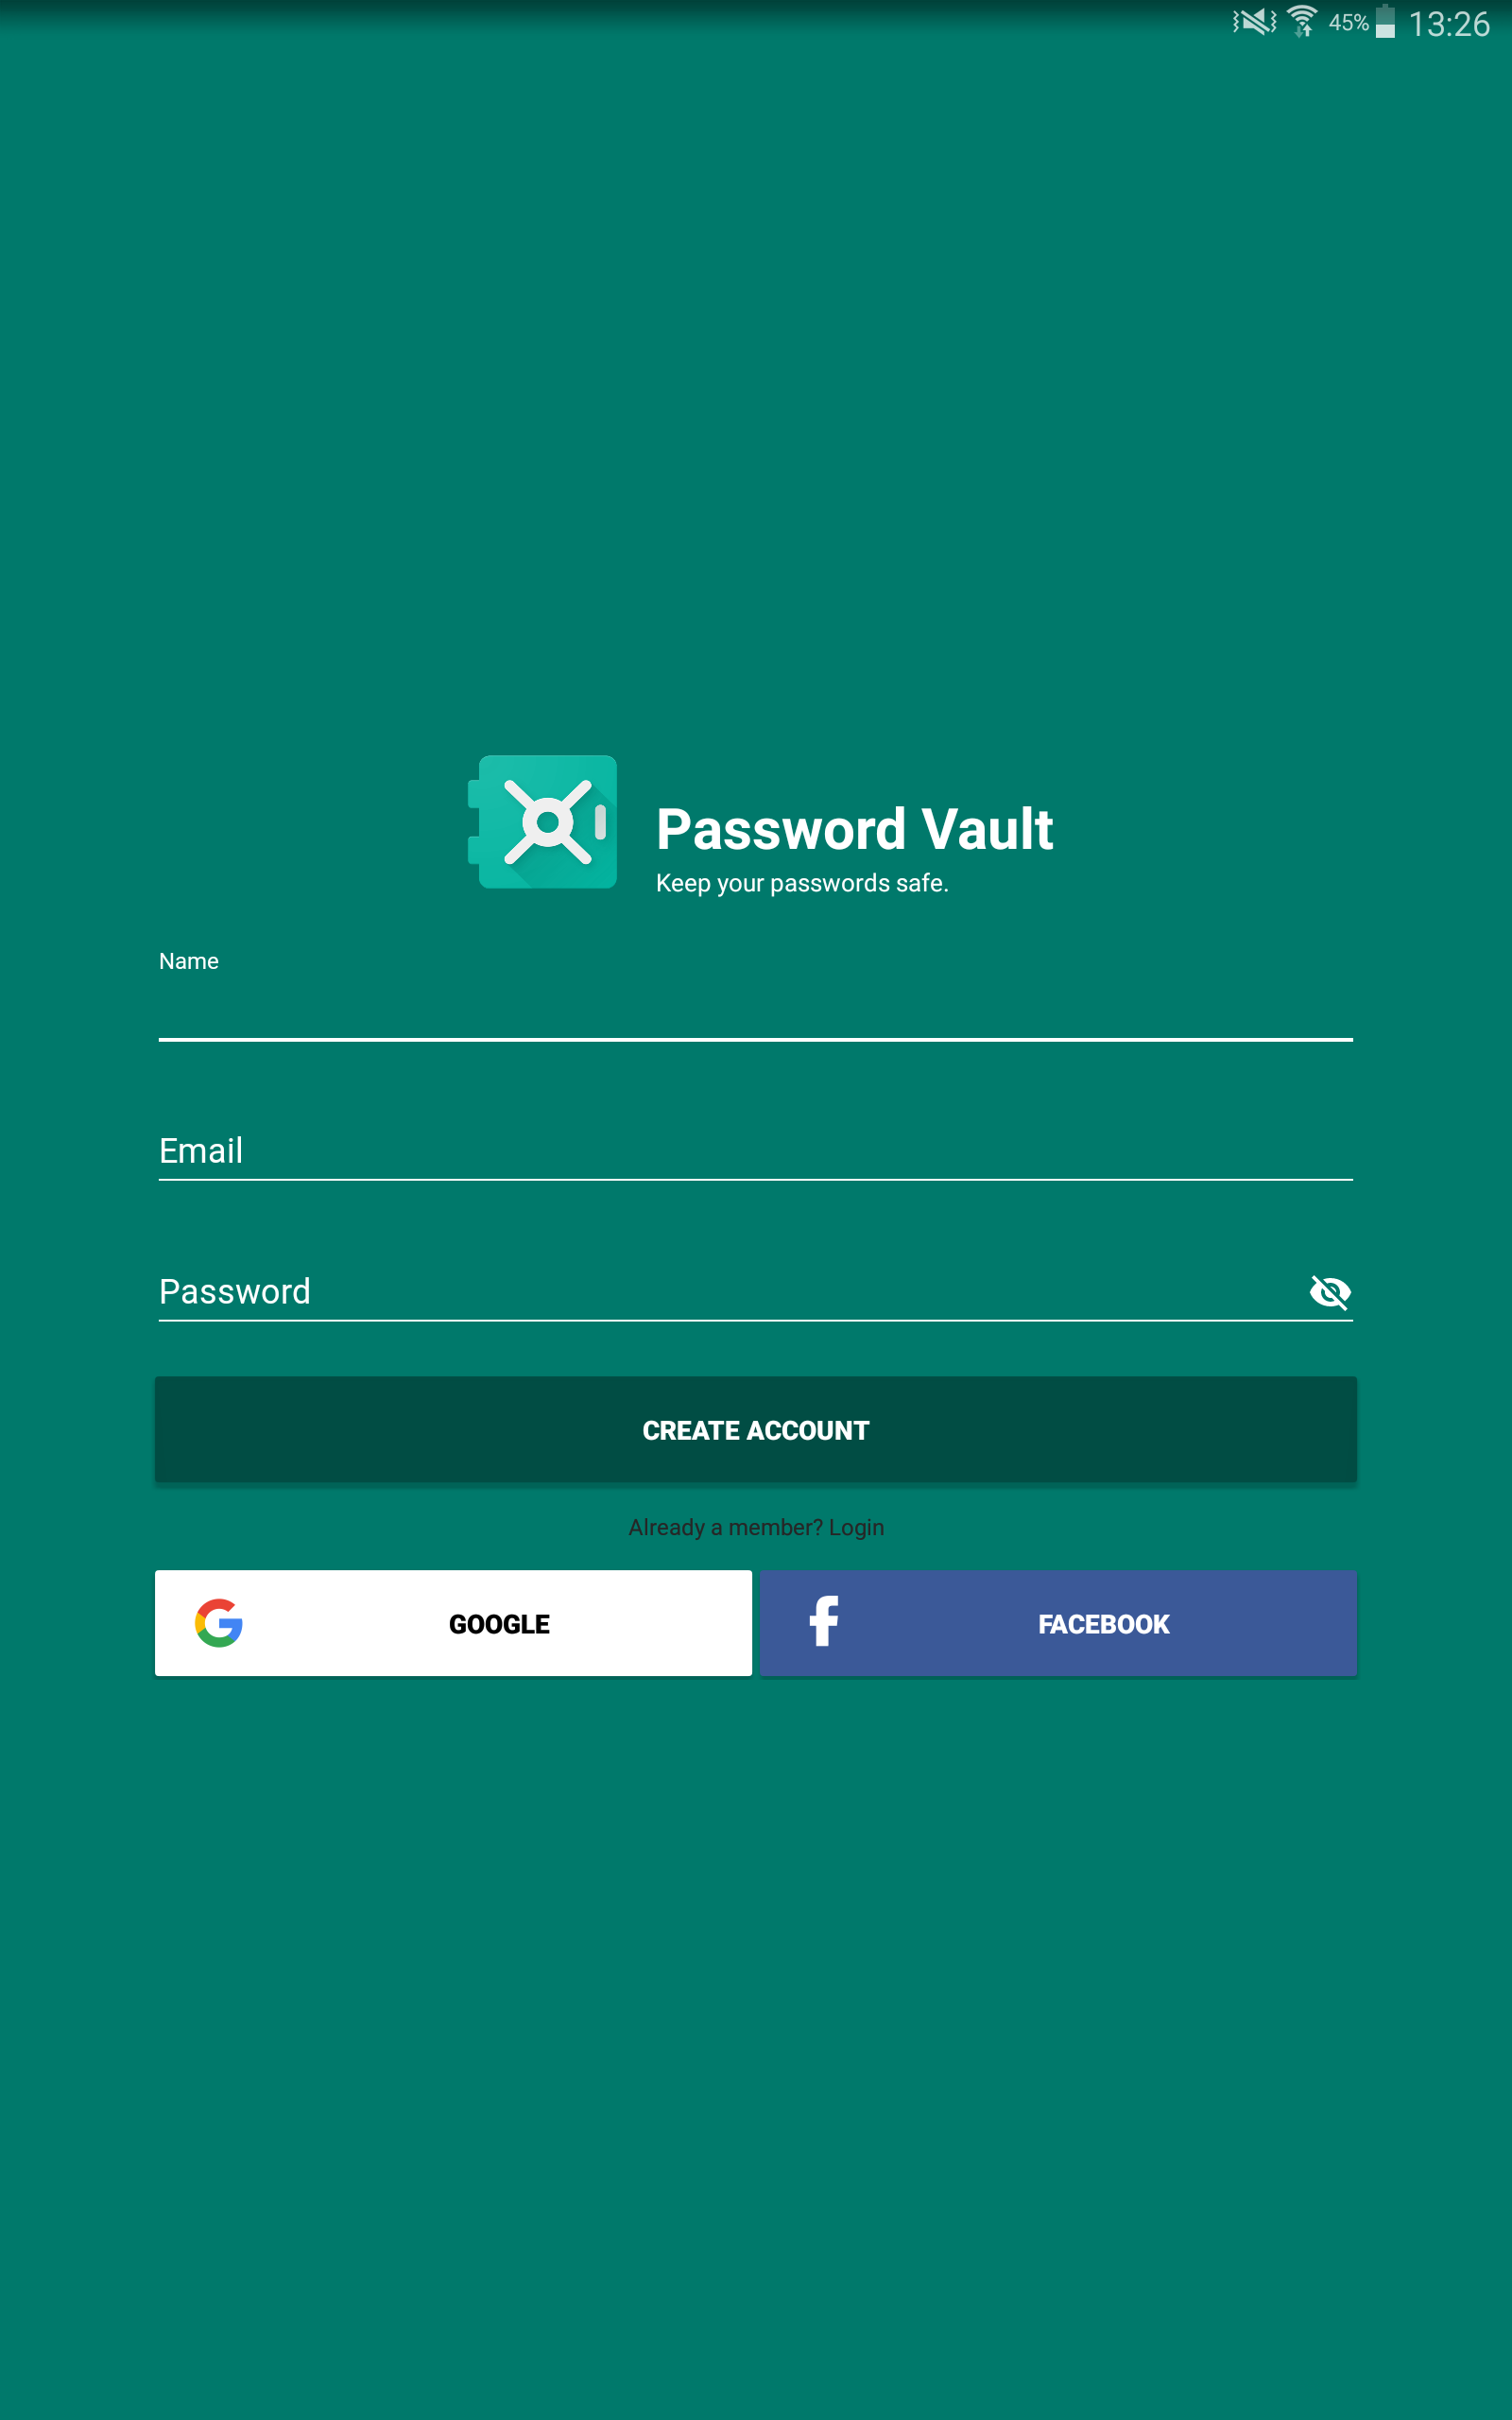 45% 13:26
Password Vault
Keep your passwords safe.
Name
Email
Password
CREATE ACCOUNT
Already a member? Login
GOOGLE FACEBOOK